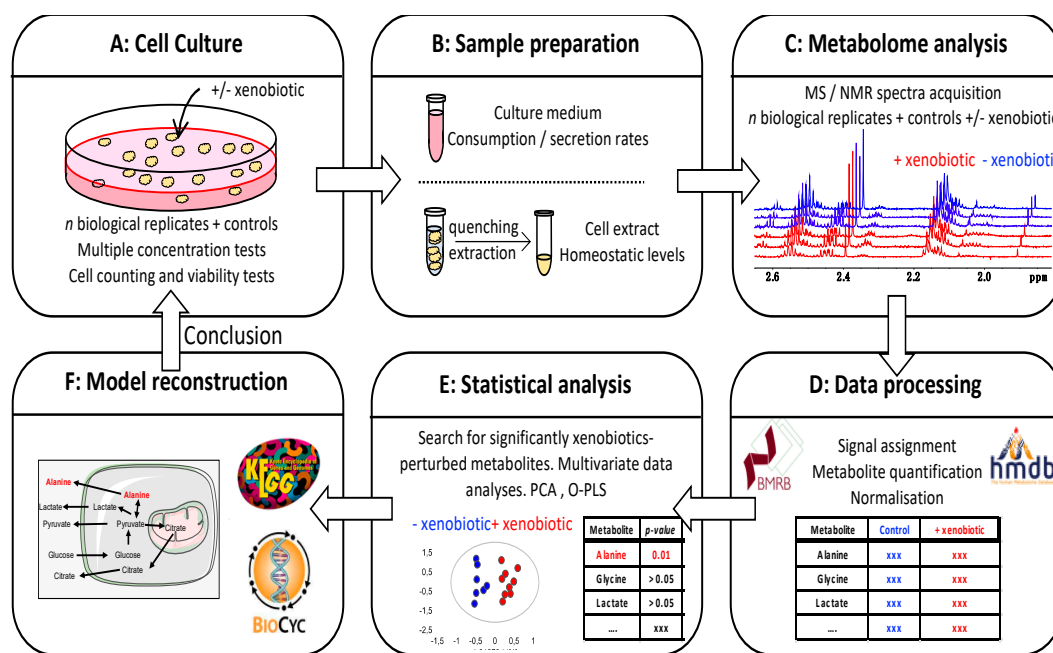 A: Cell Culture
+/- xenobiotic
n biological replicates + controls
Multiple concentration tests
Cell counting and viability tests
B: Sample preparation
Culture medium
Consumption / secretion rates
quenching
extraction
Cell extract
Homeostatic levels
C: Metabolome analysis
MS / NMR spectra acquisition
n biological replicates + controls +/- xenobiotic
+ xenobiotic - xenobioti
2.6 2.4 2.2 2.0 ppm
D: Data processing
BMRB
Signal assignment
Metabolite quantification
Normalisation
hmdb
Metabolite Control + xenobiotic
Alanine xxx xxx
Glycine xxx xxx
Lactate xxx xxx
.... xxx xxx
E: Statistical analysis
Search for significantly xenobiotics-
perturbed metabolites. Multivariate data
analyses. PCA , O-PLS
- xenobiotic+ xenobiotic
1,5
0,5
-0,5
-1,5
-2,5
-1,5 -1 -0,5 0 0,5 1
Metabolite p-value
Alanine 0.01
Glycine > 0.05
Lactate > 0.05
.... xxx
Conclusion
F: Model reconstruction
KEGG
BIOCYC
Alanine
Alanine
Lactate
Lactate
Pyruvate
Pyruvate
Citrate
Glucose
Glucose
Citrate
Citrate